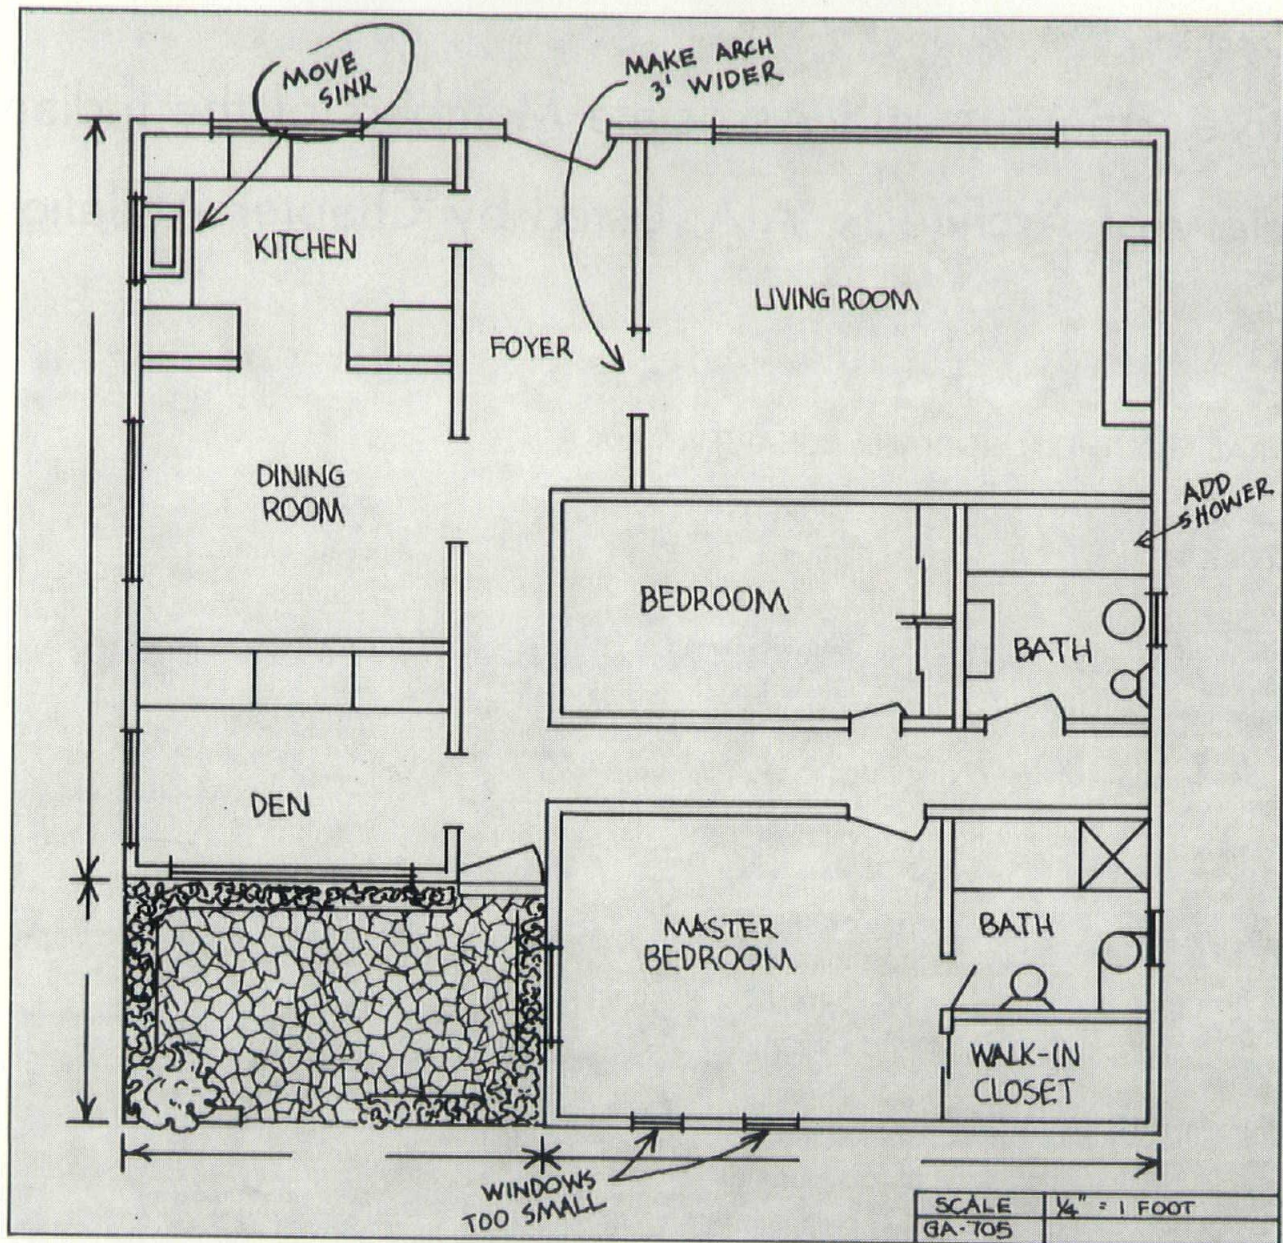 MOVE
SINK
MAKE ARCH
3' WIDER
KITCHEN
LIVING ROOM
FOYER
DINING
ROOM
ADD
SHOWER
BEDROOM
BATH
DEN
MASTER
BEDROOM
BATH
WALK-IN
CLOSET
WINDOWS
TOO SMALL
SCALE 1/4" = 1 FOOT
GA-705